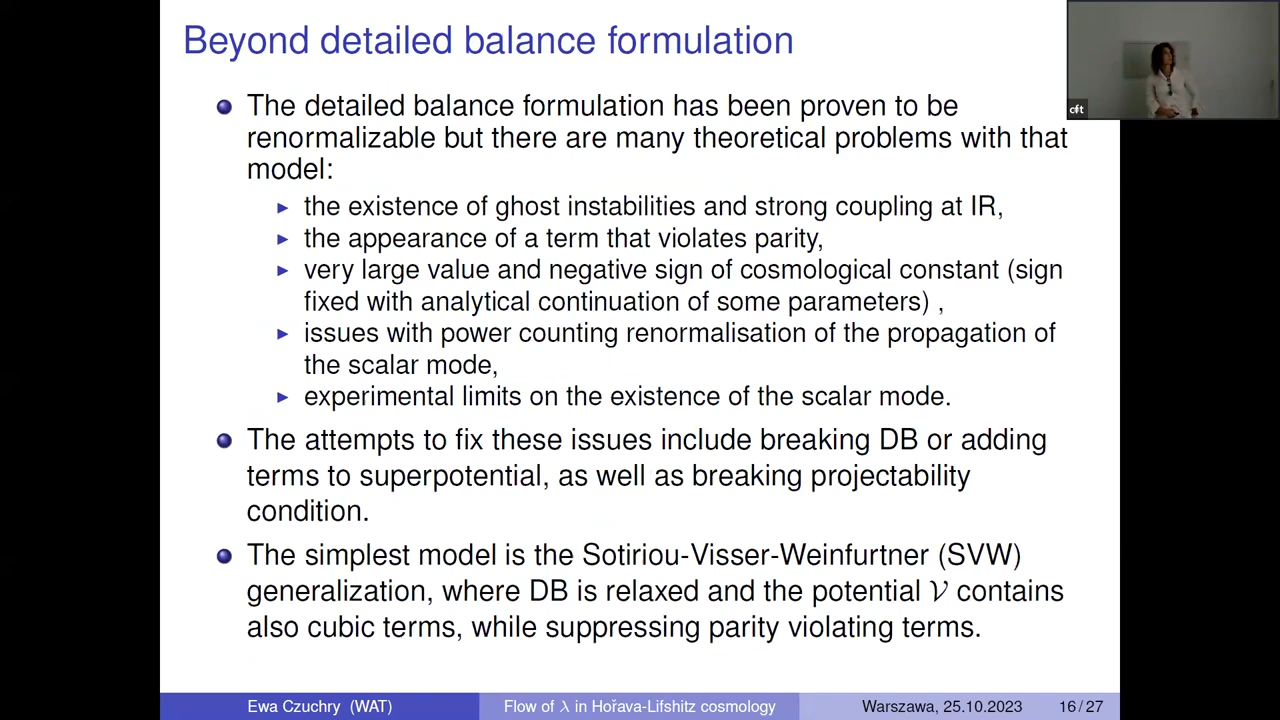 Beyond detailed balance formulation
cft
The detailed balance formulation has been proven to be
renormalizable but there are many theoretical problems with that
model:
▶ the existence of ghost instabilities and strong coupling at IR,
▶ the appearance of a term that violates parity,
▶ very large value and negative sign of cosmological constant (sign
fixed with analytical continuation of some parameters) ,
▶ issues with power counting renormalisation of the propagation of
the scalar mode,
▶ experimental limits on the existence of the scalar mode.
The attempts to fix these issues include breaking DB or adding
terms to superpotential, as well as breaking projectability
condition.
The simplest model is the Sotiriou-Visser-Weinfurtner (SVW)
generalization, where DB is relaxed and the potential 𝒱 contains
also cubic terms, while suppressing parity violating terms.
Ewa Czuchry (WAT) Flow of λ in Hořava-Lifshitz cosmology Warszawa, 25.10.2023 16 / 27